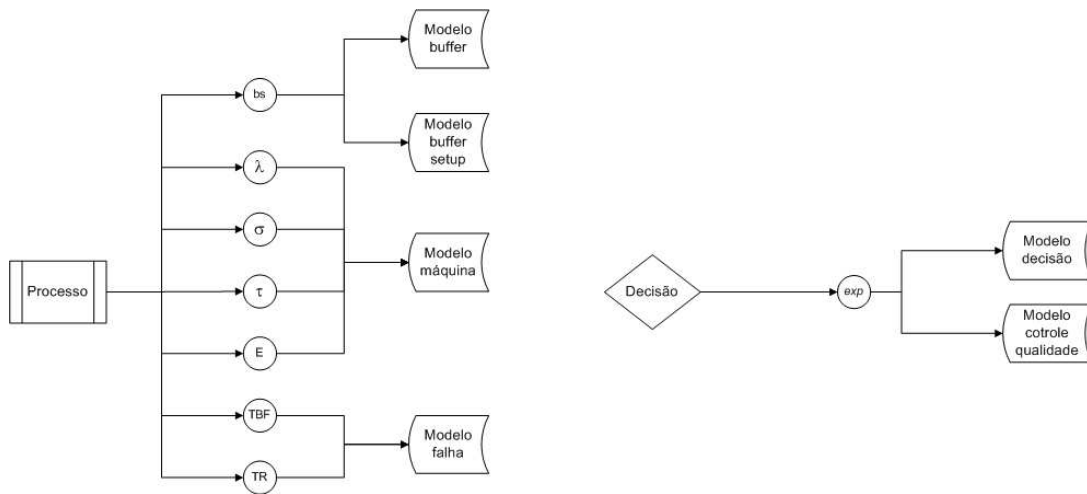 Modelo
buffer
bs
Modelo
buffer
setup
λ
σ
Modelo
máquina
Processo
τ
E
TBF
Modelo
falha
TR
Decisão
exp
Modelo
decisão
Modelo
cotrole
qualidade